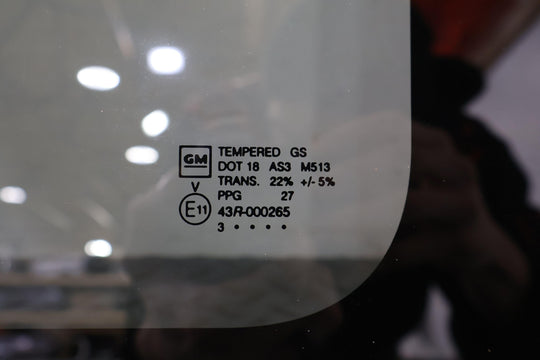 TEMPERED GS
GM
DOT 18 AS3 M513
TRANS. 22% +/- 5%
V
PPG 27
E11
43R-000265
3 • • • •